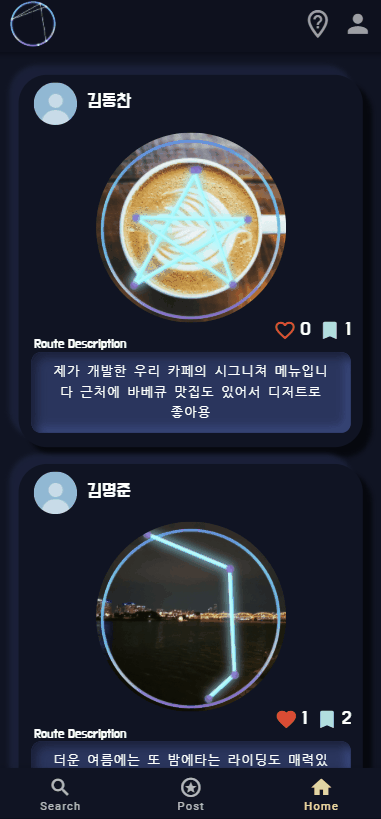 김동찬
0
1
Route Description
제가 개발한 우리 카페의 시그니쳐 메뉴입니
다 근처에 바베큐 맛집도 있어서 디저트로
좋아용
김명준
1
2
Route Description
더운 여름에는 또 밤에타는 라이딩도 매력있
Search
Post
Home